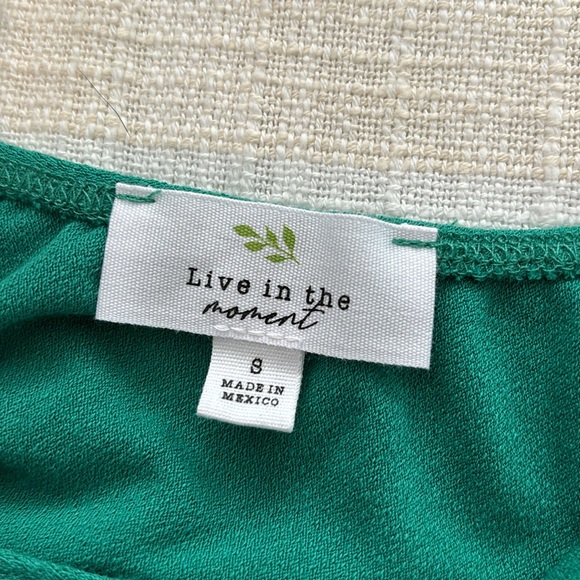 Live in the
moment
S
MADE IN
MEXICO